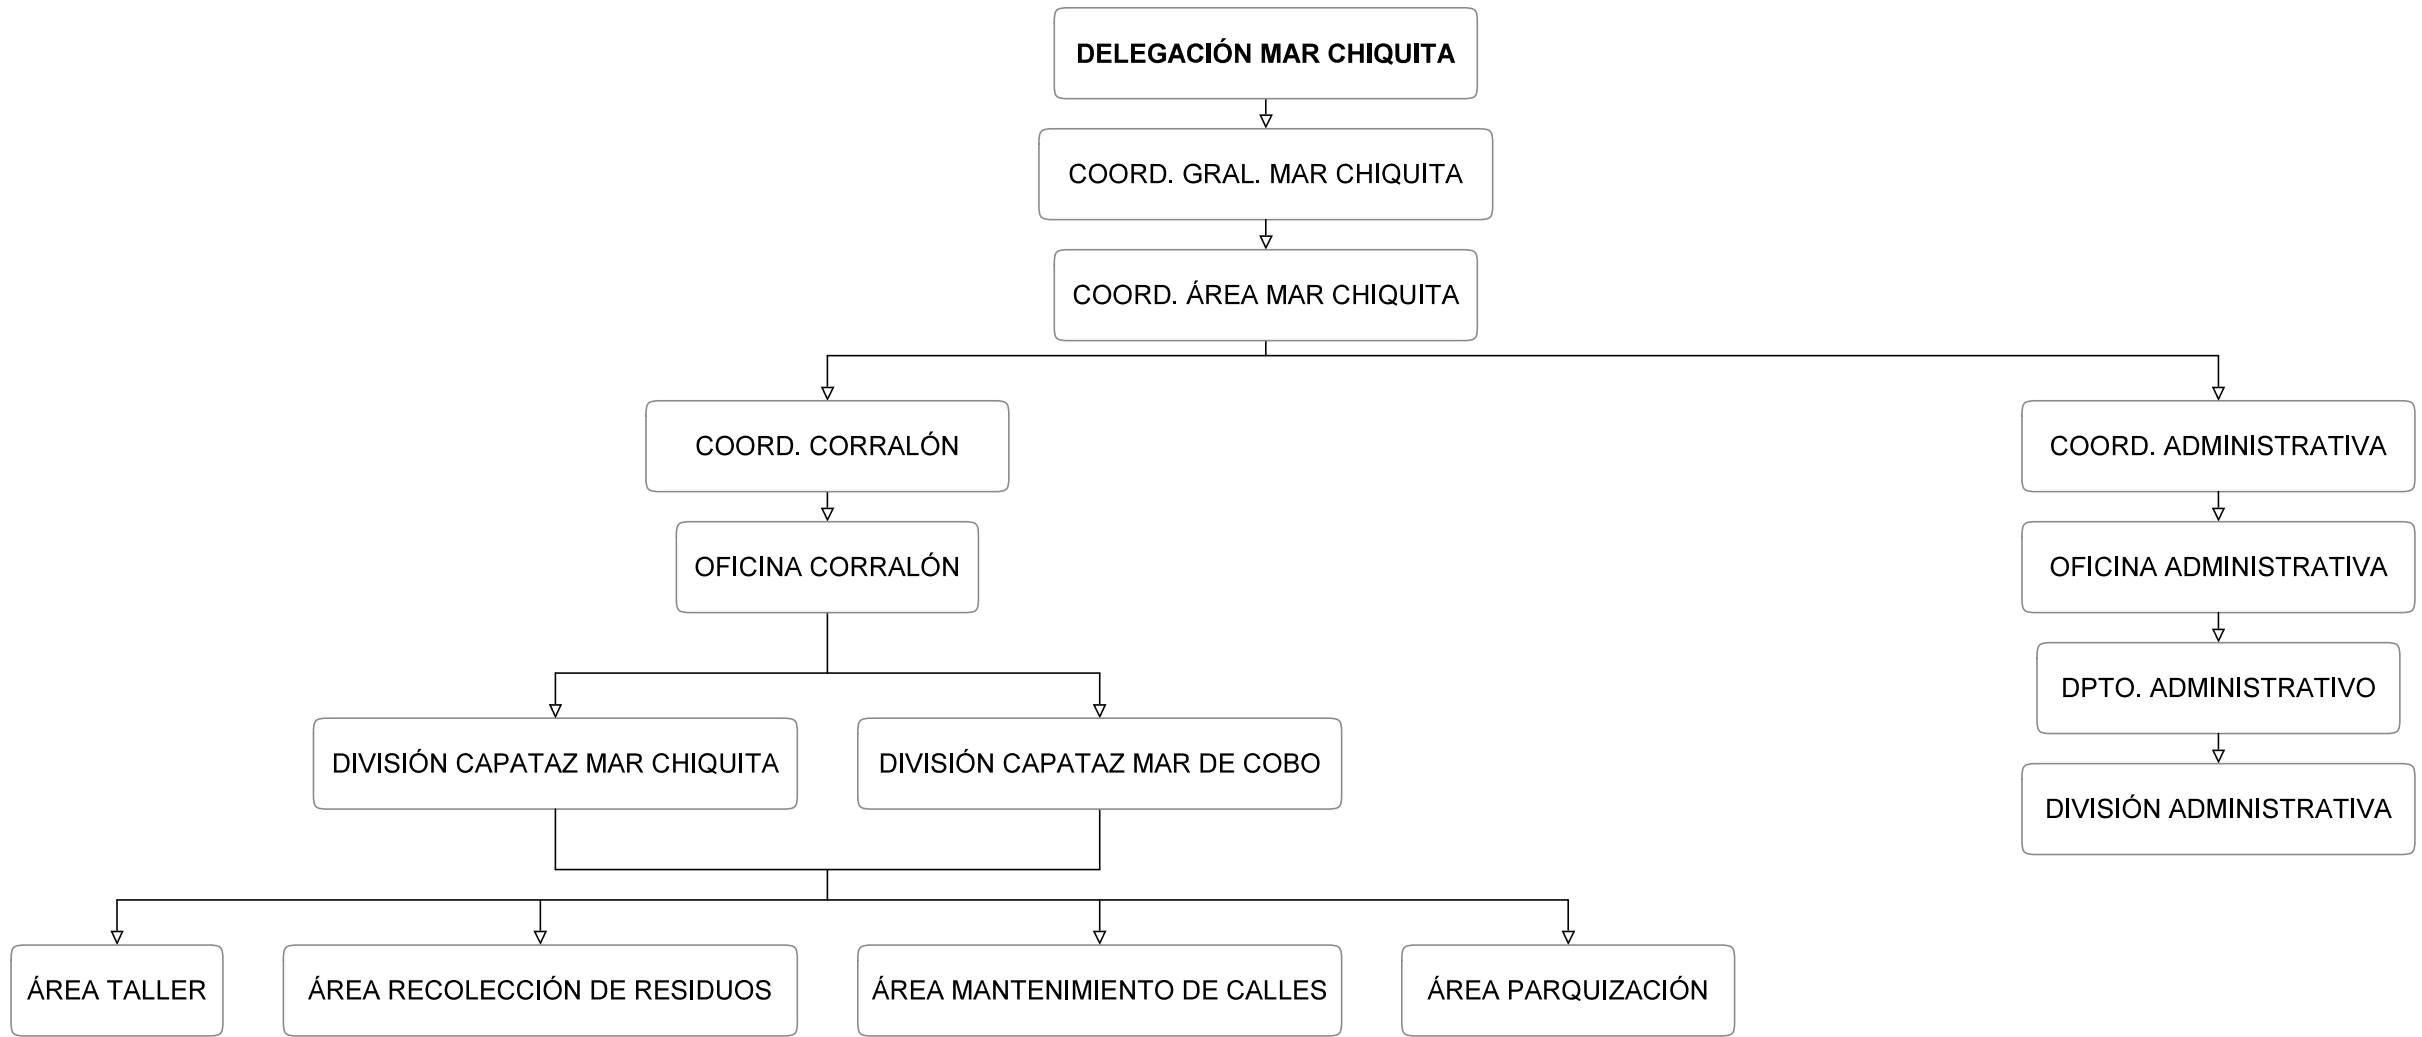 DELEGACIÓN MAR CHIQUITA
COORD. GRAL. MAR CHIQUITA
COORD. ÁREA MAR CHIQUITA
COORD. CORRALÓN
COORD. ADMINISTRATIVA
OFICINA CORRALÓN
OFICINA ADMINISTRATIVA
DPTO. ADMINISTRATIVO
DIVISIÓN CAPATAZ MAR CHIQUITA
DIVISIÓN CAPATAZ MAR DE COBO
DIVISIÓN ADMINISTRATIVA
ÁREA TALLER
ÁREA RECOLECCIÓN DE RESIDUOS
ÁREA MANTENIMIENTO DE CALLES
ÁREA PARQUIZACIÓN